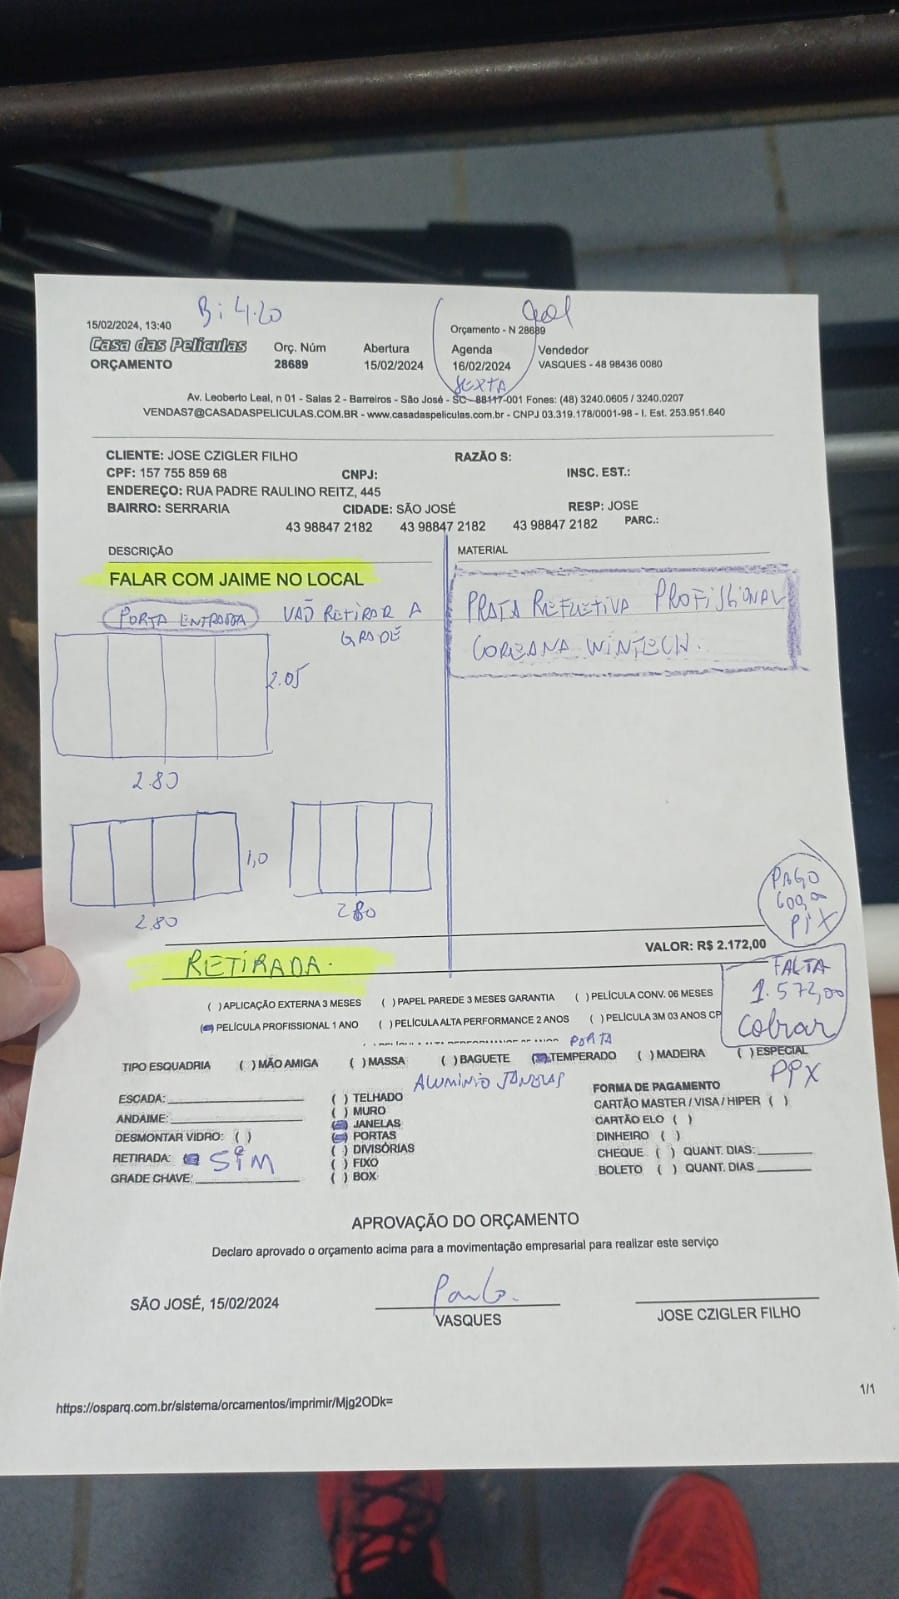 B: 4.20
15/02/2024, 13:40
Orçamento - N 28689
Casa das Películas
Orç. Núm
Abertura
Agenda
Vendedor
ORÇAMENTO
28689
15/02/2024
16/02/2024
VASQUES - 48 98436 0080
SEXTA
Av. Leoberto Leal, n 01 - Salas 2 - Barreiros - São José - SC - 88117-001 Fones: (48) 3240.0605 / 3240.0207
VENDAS7@CASADASPELICULAS.COM.BR - www.casadaspeliculas.com.br - CNPJ 03.319.178/0001-98 - I. Est. 253.951.640
CLIENTE: JOSE CZIGLER FILHO RAZÃO S:
CPF: 157 755 859 68 CNPJ: INSC. EST.:
ENDEREÇO: RUA PADRE RAULINO REITZ, 445
BAIRRO: SERRARIA CIDADE: SÃO JOSÉ RESP: JOSE
43 98847 2182 43 98847 2182 43 98847 2182 PARC.:
DESCRIÇÃO
MATERIAL
FALAR COM JAIME NO LOCAL
PORTA ENTRADA VÃO RETIRAR A
GRADE
PRATA REFLETIVA PROFISSIONAL
COREANA WINTECH.
2.05
2.80
1,0
2.80
2.80
PAGO
600,00
PIX
RETIRADA.
VALOR: R$ 2.172,00
FALTA
1.572,00
cobrar
PIX
( ) APLICAÇÃO EXTERNA 3 MESES ( ) PAPEL PAREDE 3 MESES GARANTIA ( ) PELÍCULA CONV. 06 MESES
PELÍCULA PROFISSIONAL 1 ANO ( ) PELÍCULA ALTA PERFORMANCE 2 ANOS ( ) PELÍCULA 3M 03 ANOS CP
PORTA
TIPO ESQUADRIA ( ) MÃO AMIGA ( ) MASSA ( ) BAGUETE TEMPERADO ( ) MADEIRA ( ) ESPECIAL
ALUMINIO JANELAS
ESCADA:
ANDAIME:
DESMONTAR VIDRO: ( )
RETIRADA: SIM
GRADE CHAVE:
( ) TELHADO
( ) MURO
JANELAS
PORTAS
( ) DIVISÓRIAS
( ) FIXO
( ) BOX
FORMA DE PAGAMENTO
CARTÃO MASTER / VISA / HIPER ( )
CARTÃO ELO ( )
DINHEIRO ( )
CHEQUE ( ) QUANT. DIAS:
BOLETO ( ) QUANT. DIAS
APROVAÇÃO DO ORÇAMENTO
Declaro aprovado o orçamento acima para a movimentação empresarial para realizar este serviço
SÃO JOSÉ, 15/02/2024
Paulo.
VASQUES
JOSE CZIGLER FILHO
1/1
https://osparq.com.br/sistema/orcamentos/imprimir/Mjg2ODk=